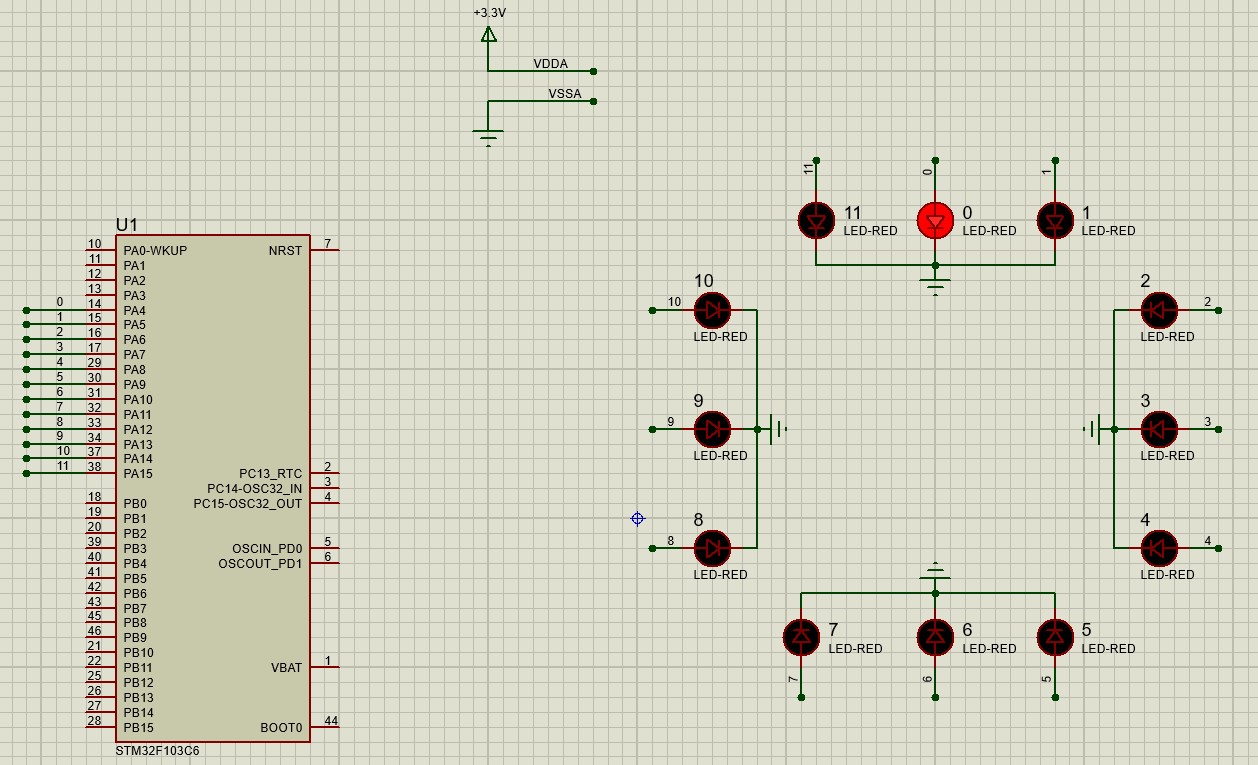 +3.3V
VDDA
VSSA
11 0 1
11 LED-RED
0 LED-RED
1 LED-RED
U1
10 PA0-WKUP NRST 7
11 PA1
12 PA2
13 PA3
0 14 PA4
1 15 PA5
2 16 PA6
3 17 PA7
4 29 PA8
5 30 PA9
6 31 PA10
7 32 PA11
8 33 PA12
9 34 PA13
10 37 PA14
11 38 PA15 PC13_RTC 2
PC14-OSC32_IN 3
18 PB0 PC15-OSC32_OUT 4
19 PB1
20 PB2
39 PB3 OSCIN_PD0 5
40 PB4 OSCOUT_PD1 6
41 PB5
42 PB6
43 PB7
45 PB8
46 PB9
21 PB10
22 PB11 VBAT 1
25 PB12
26 PB13
27 PB14
28 PB15 BOOT0 44
STM32F103C6
10
10
LED-RED
9
9
LED-RED
8
8
LED-RED
2
2
LED-RED
3
3
LED-RED
4
4
LED-RED
7 LED-RED
6 LED-RED
5 LED-RED
7 6 5